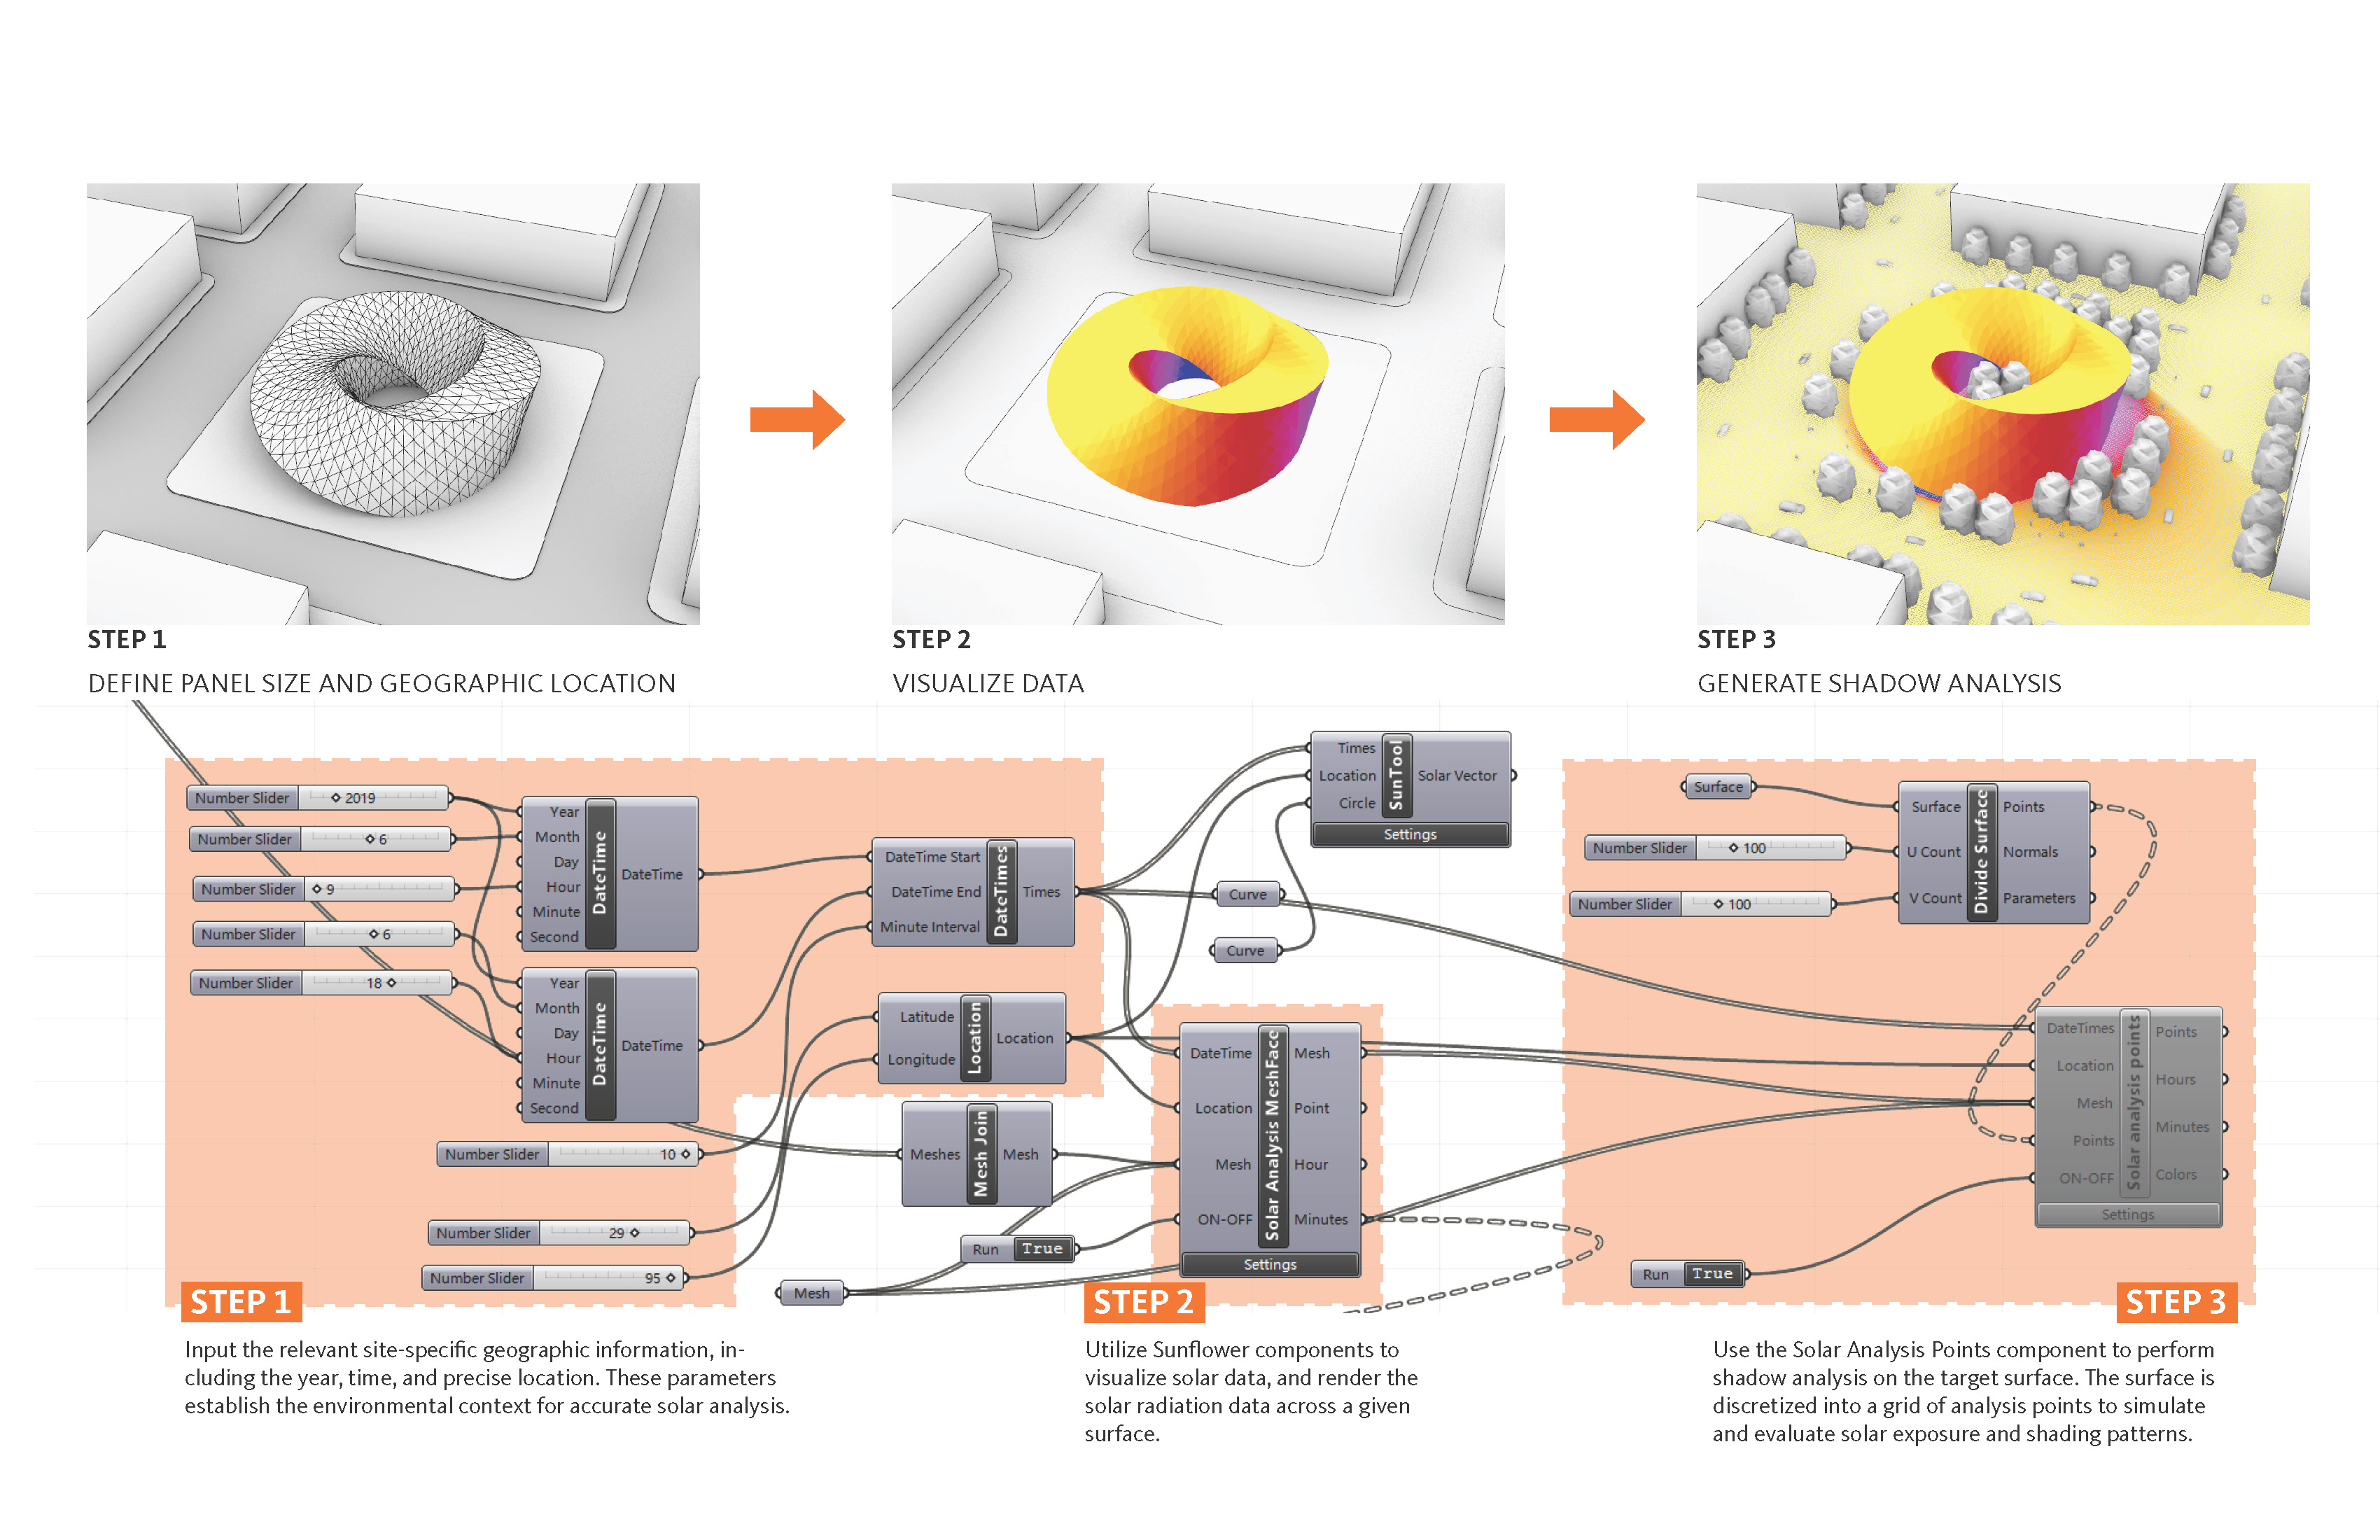 STEP 1
DEFINE PANEL SIZE AND GEOGRAPHIC LOCATION
STEP 2
VISUALIZE DATA
STEP 3
GENERATE SHADOW ANALYSIS
Number Slider 2019
Number Slider 6
Number Slider 9
Number Slider 6
Number Slider 18
Year
Month
Day
Hour
Minute
Second
DateTime
DateTime
Year
Month
Day
Hour
Minute
Second
DateTime
DateTime
Number Slider 10
Number Slider 29
Number Slider 95
DateTime Start
DateTime End
Minute Interval
DateTimes
Times
Latitude
Longitude
Location
Location
Meshes
Mesh Join
Mesh
Run True
Mesh
Times
Location
Circle
SunTool
Solar Vector
Settings
Curve
Curve
DateTime
Location
Mesh
ON-OFF
Solar Analysis MeshFace
Mesh
Point
Hour
Minutes
Settings
Surface
Number Slider 100
Number Slider 100
Surface
U Count
V Count
Divide Surface
Points
Normals
Parameters
DateTimes
Location
Mesh
Points
ON-OFF
Solar analysis points
Points
Hours
Minutes
Colors
Settings
Run True
STEP 1
Input the relevant site-specific geographic information, in-
cluding the year, time, and precise location. These parameters
establish the environmental context for accurate solar analysis.
STEP 2
Utilize Sunflower components to
visualize solar data, and render the
solar radiation data across a given
surface.
STEP 3
Use the Solar Analysis Points component to perform
shadow analysis on the target surface. The surface is
discretized into a grid of analysis points to simulate
and evaluate solar exposure and shading patterns.